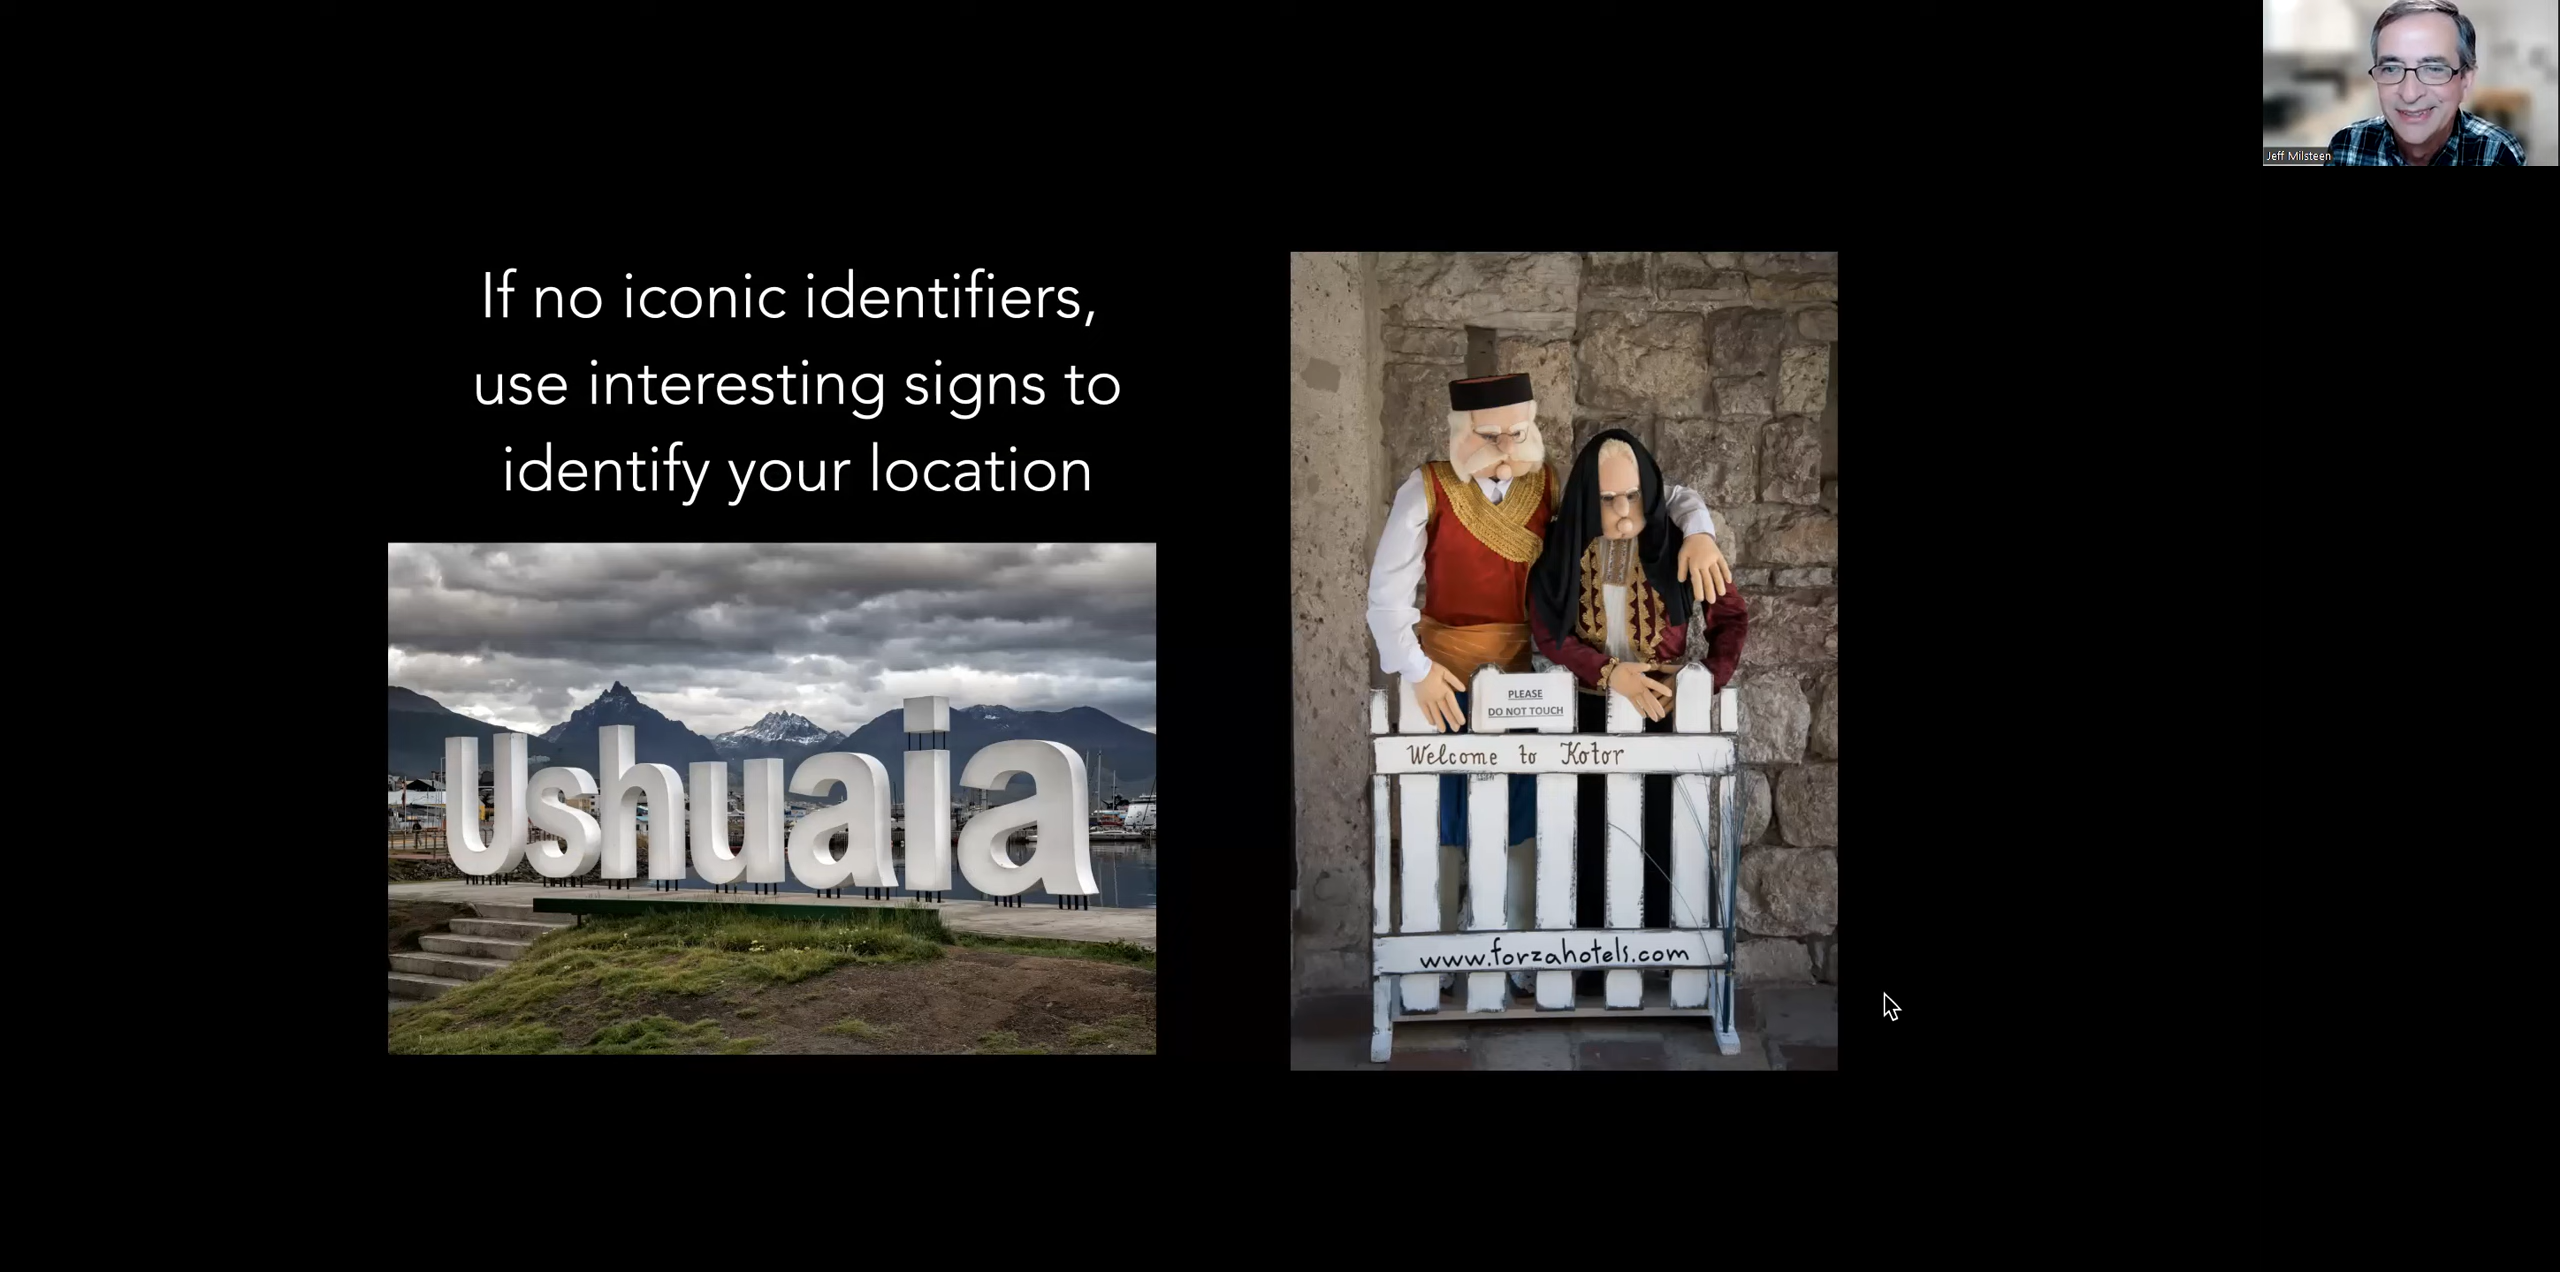 Jeff Milsteen
If no iconic identifiers,
use interesting signs to
identify your location
Ushuaia
PLEASE
DO NOT TOUCH
Welcome to Kotor
www.forzahotels.com